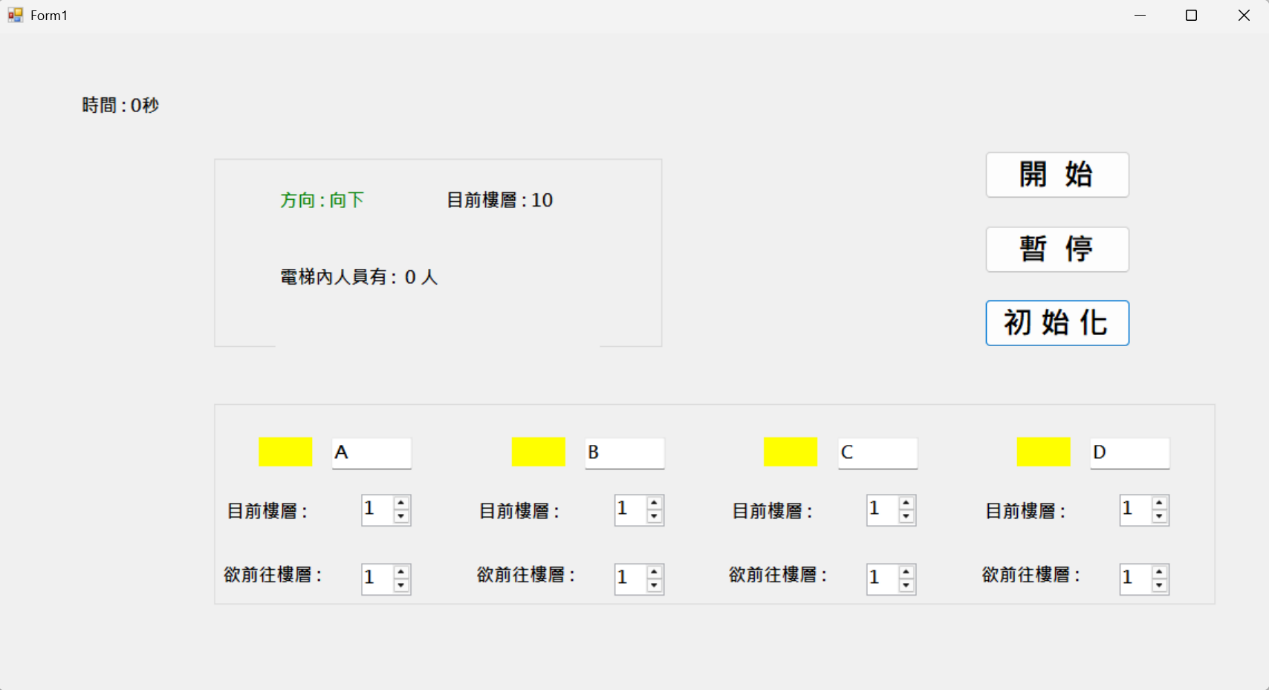 Form1
時間 : 0秒
方向 : 向下 目前樓層 : 10
電梯內人員有 : 0 人
開 始
暫 停
初 始 化
A B C D
目前樓層 : 1 目前樓層 : 1 目前樓層 : 1 目前樓層 : 1
欲前往樓層 : 1 欲前往樓層 : 1 欲前往樓層 : 1 欲前往樓層 : 1